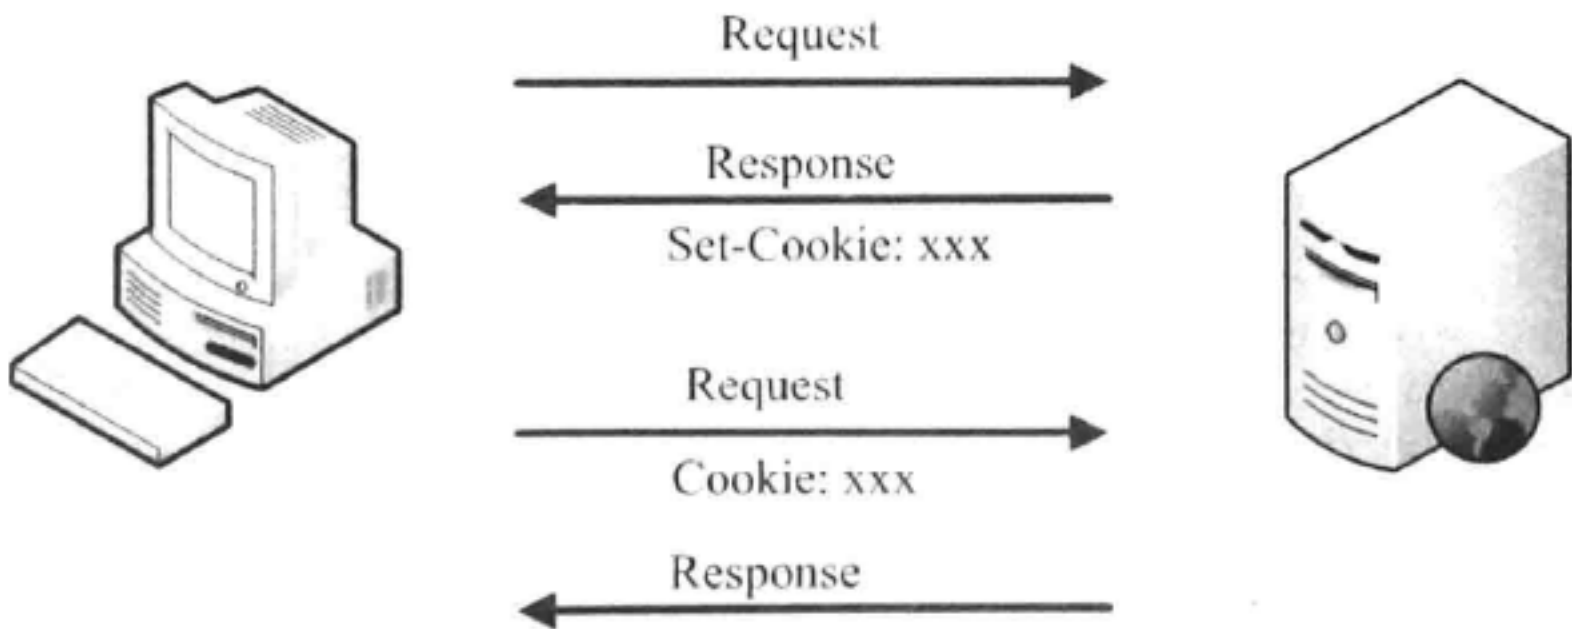 Request
Response
Set-Cookie: xxx
Request
Cookie: xxx
Response